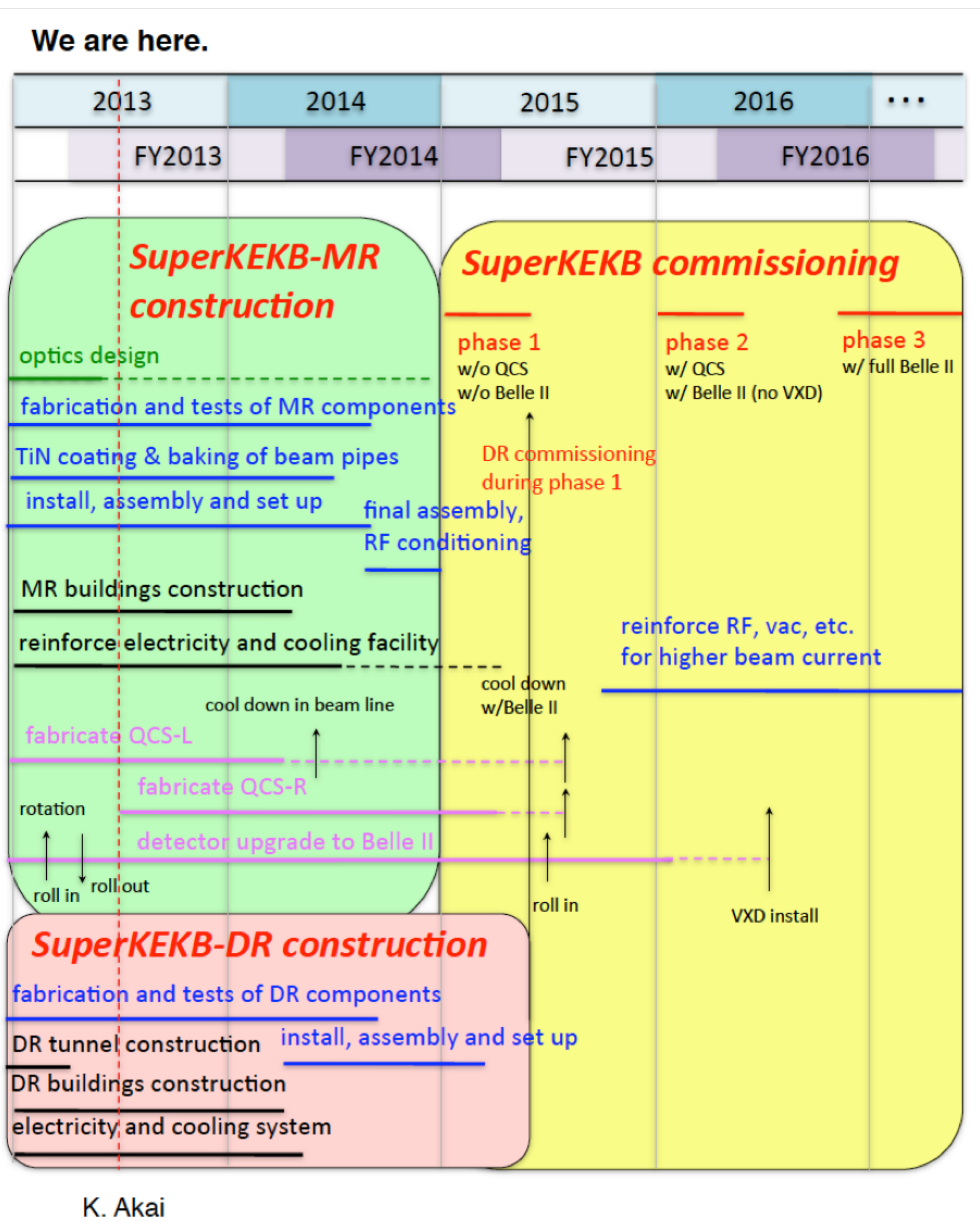 We are here.
2013 2014 2015 2016 ...
FY2013 FY2014 FY2015 FY2016
SuperKEKB-MR
construction
SuperKEKB commissioning
optics design
phase 1
w/o QCS
w/o Belle II
phase 2
w/ QCS
w/ Belle II (no VXD)
phase 3
w/ full Belle II
fabrication and tests of MR components
TiN coating & baking of beam pipes
DR commissioning
during phase 1
install, assembly and set up
final assembly,
RF conditioning
MR buildings construction
reinforce electricity and cooling facility
reinforce RF, vac, etc.
for higher beam current
cool down in beam line
cool down
w/Belle II
fabricate QCS-L
fabricate QCS-R
rotation
detector upgrade to Belle II
roll in
roll out
roll in
VXD install
SuperKEKB-DR construction
fabrication and tests of DR components
install, assembly and set up
DR tunnel construction
DR buildings construction
electricity and cooling system
K. Akai